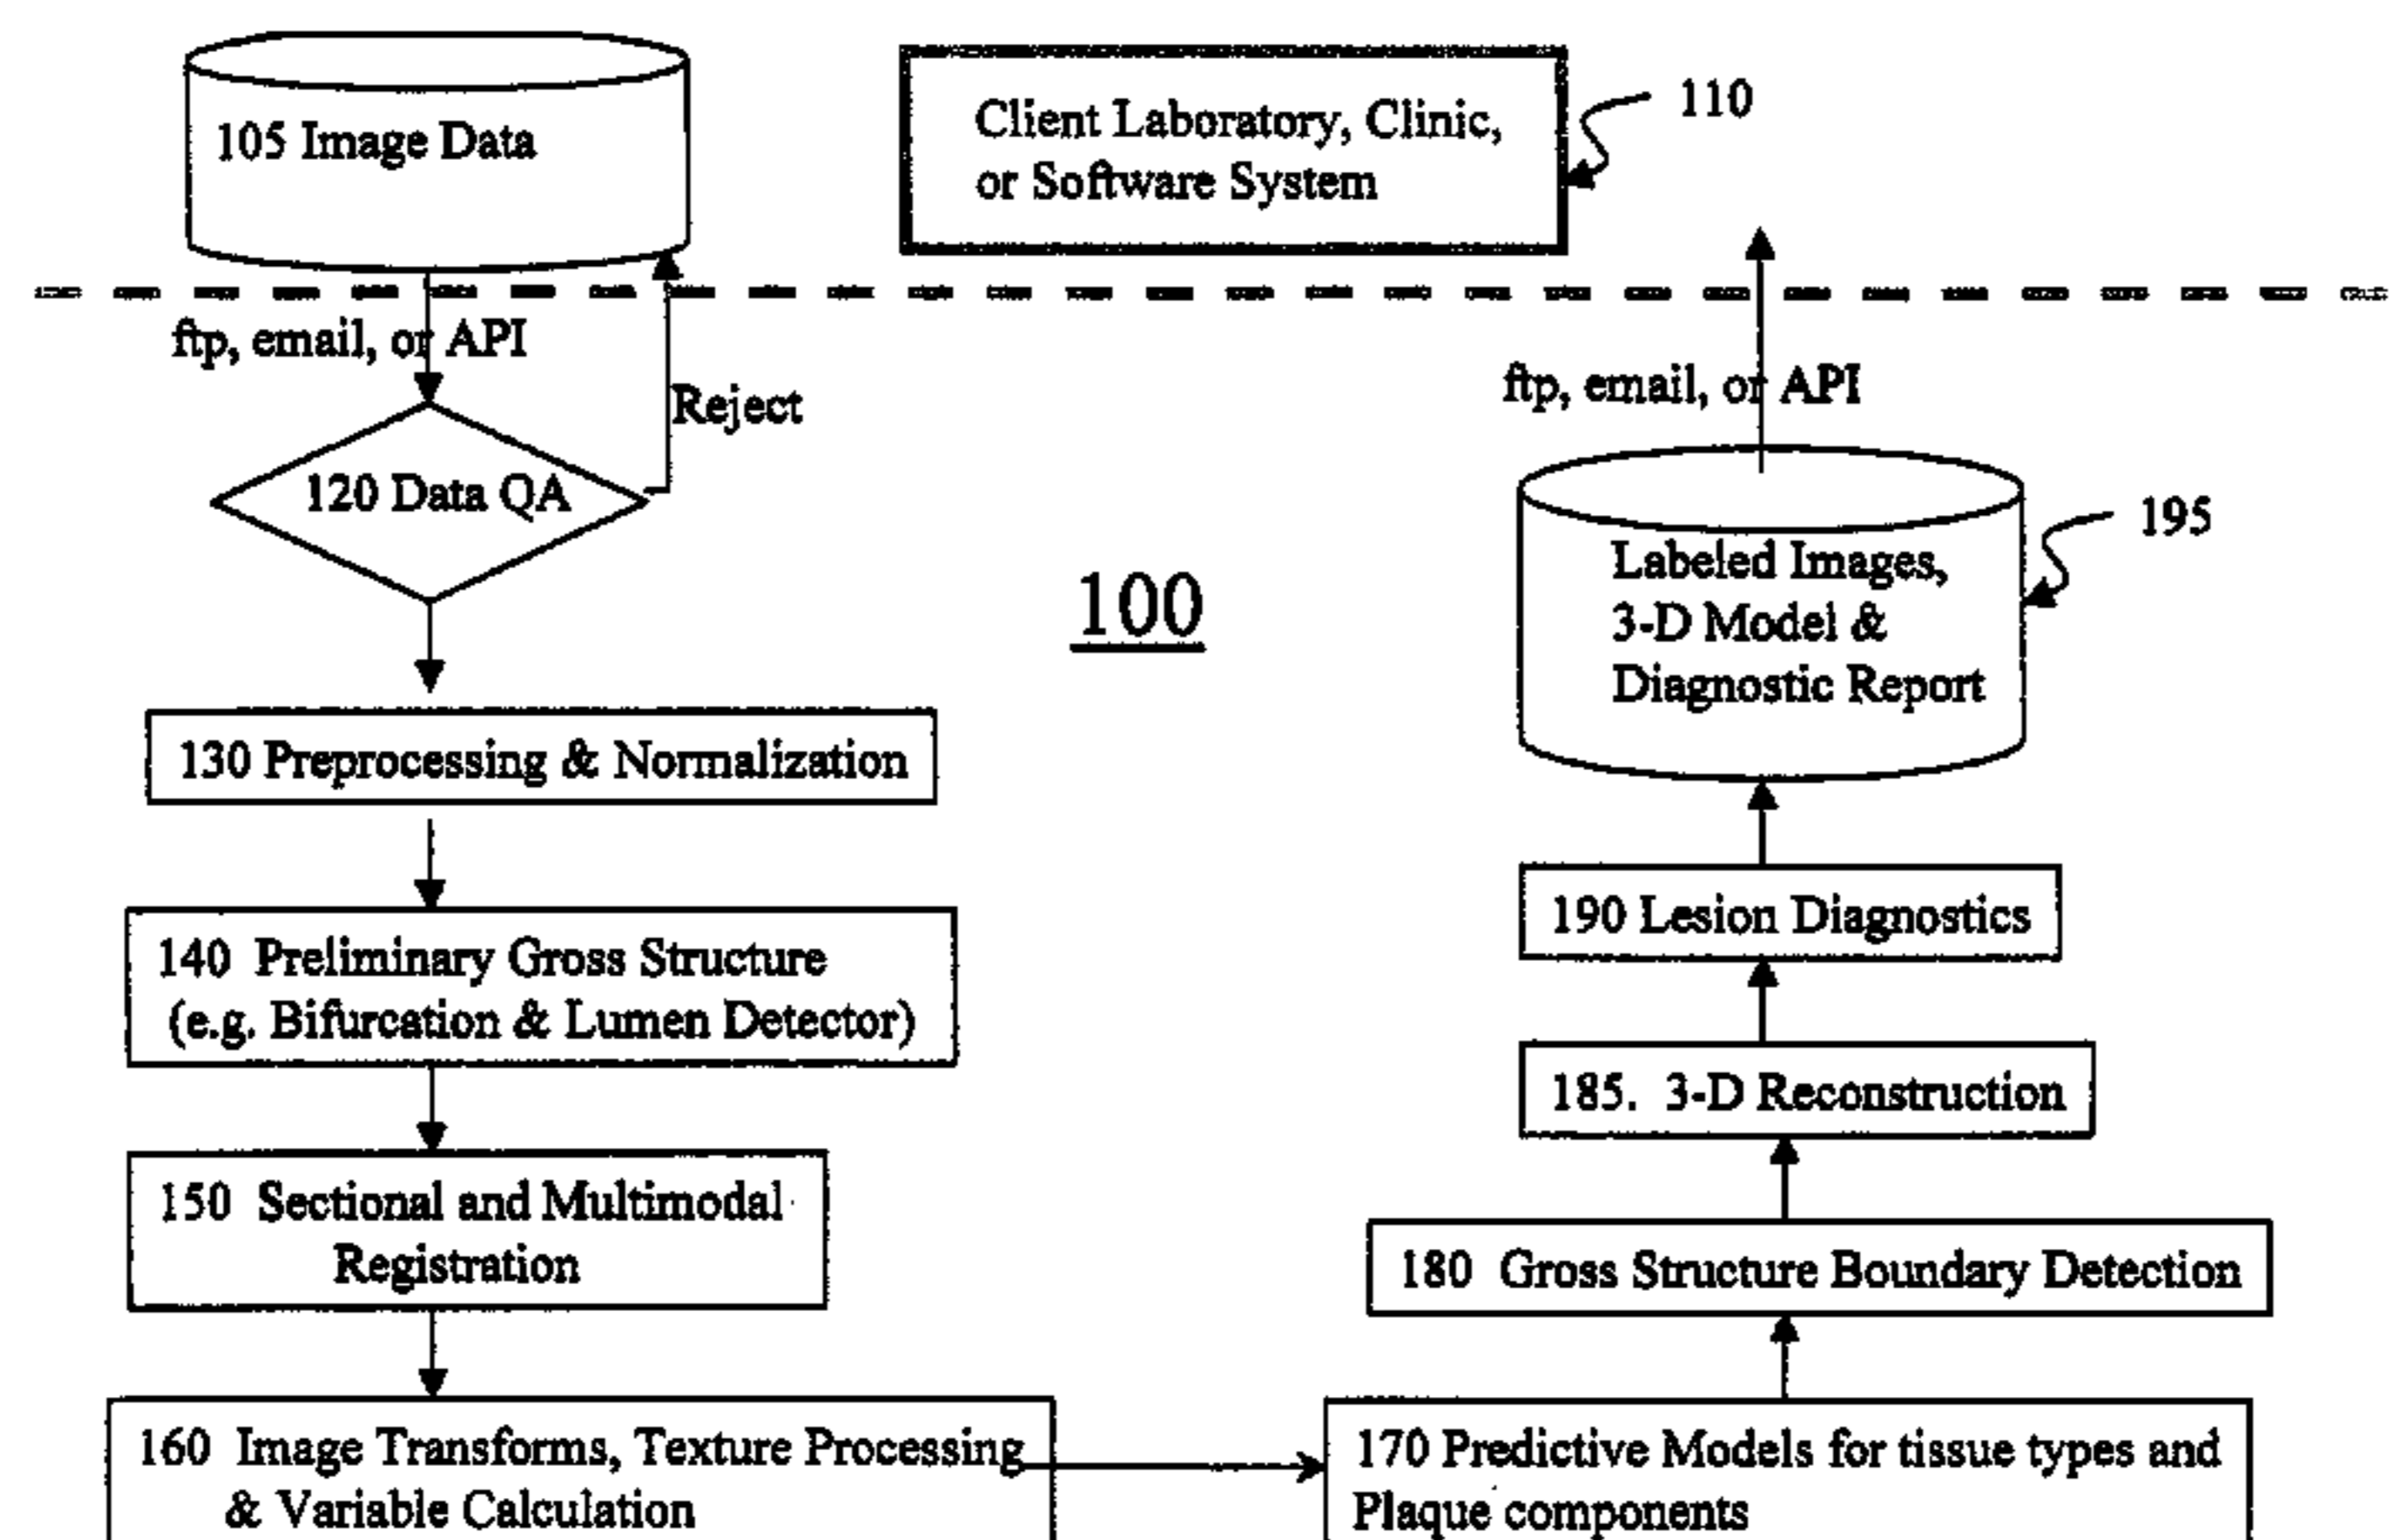 105 Image Data
Client Laboratory, Clinic,
or Software System
110
ftp, email, or API
Reject
120 Data QA
100
130 Preprocessing & Normalization
140 Preliminary Gross Structure
(e.g. Bifurcation & Lumen Detector)
150 Sectional and Multimodal
Registration
160 Image Transforms, Texture Processing
& Variable Calculation
170 Predictive Models for tissue types and
Plaque components
180 Gross Structure Boundary Detection
185. 3-D Reconstruction
190 Lesion Diagnostics
Labeled Images,
3-D Model &
Diagnostic Report
195
ftp, email, or API